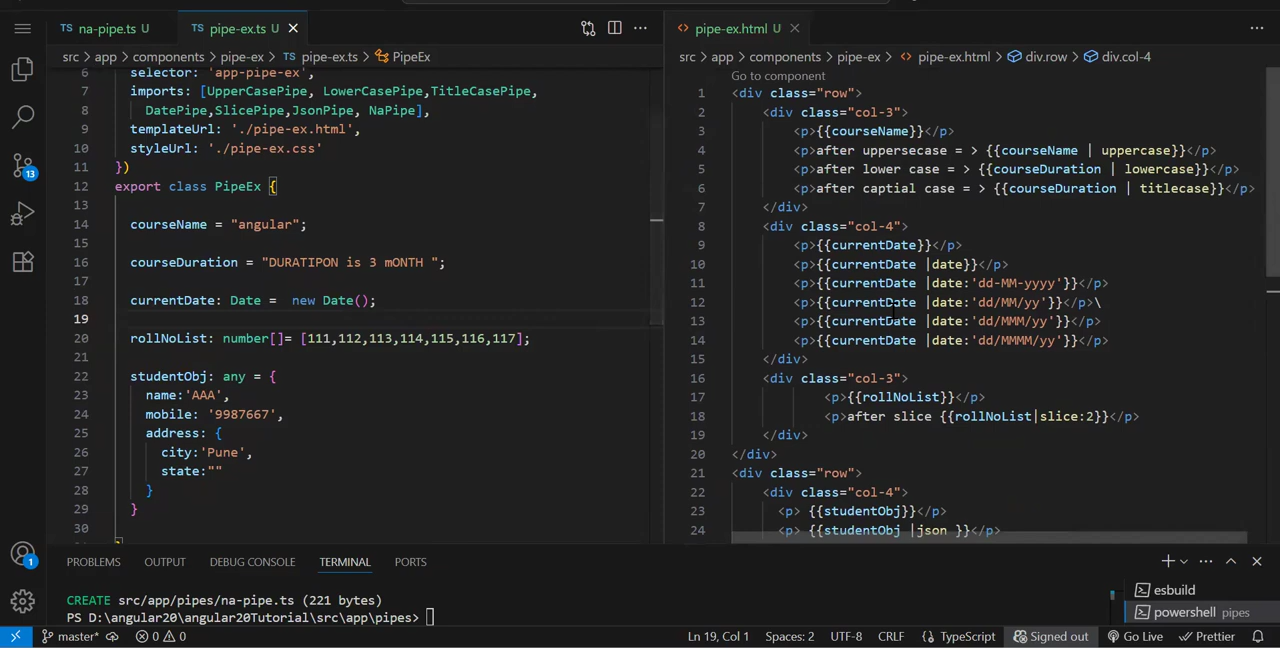 na-pipe.ts U
pipe-ex.ts U
pipe-ex.html U
src > app > components > pipe-ex > pipe-ex.ts > PipeEx
6 selector: 'app-pipe-ex',
7 imports: [UpperCasePipe, LowerCasePipe,TitleCasePipe,
8 DatePipe,SlicePipe,JsonPipe, NaPipe],
9 templateUrl: './pipe-ex.html',
10 styleUrl: './pipe-ex.css'
11 })
12 export class PipeEx {
13
14 courseName = "angular";
15
16 courseDuration = "DURATIPON is 3 mONTH ";
17
18 currentDate: Date =  new Date();
19
20 rollNoList: number[]= [111,112,113,114,115,116,117];
21
22 studentObj: any = {
23 name:'AAA',
24 mobile: '9987667',
25 address: {
26 city:'Pune',
27 state:""
28 }
29 }
30
}
src > app > components > pipe-ex > pipe-ex.html > div.row > div.col-4
Go to component
1 <div class="row">
2 <div class="col-3">
3 <p>{{courseName}}</p>
4 <p>after uppersecase = > {{courseName | uppercase}}</p>
5 <p>after lower case = > {{courseDuration | lowercase}}</p>
6 <p>after captial case = > {{courseDuration | titlecase}}</p>
7 </div>
8 <div class="col-4">
9 <p>{{currentDate}}</p>
10 <p>{{currentDate |date}}</p>
11 <p>{{currentDate |date:'dd-MM-yyyy'}}</p>
12 <p>{{currentDate |date:'dd/MM/yy'}}</p>\
13 <p>{{currentDate |date:'dd/MMM/yy'}}</p>
14 <p>{{currentDate |date:'dd/MMMM/yy'}}</p>
15 </div>
16 <div class="col-3">
17 <p>{{rollNoList}}</p>
18 <p>after slice {{rollNoList|slice:2}}</p>
19 </div>
20 </div>
21 <div class="row">
22 <div class="col-4">
23 <p> {{studentObj}}</p>
24 <p> {{studentObj |json }}</p>
13
1
PROBLEMS OUTPUT DEBUG CONSOLE TERMINAL PORTS
CREATE src/app/pipes/na-pipe.ts (221 bytes)
PS D:\angular20\angular20Tutorial\src\app\pipes>
esbuild
powershell pipes
master* 0 0 Ln 19, Col 1 Spaces: 2 UTF-8 CRLF {} TypeScript Signed out Go Live Prettier